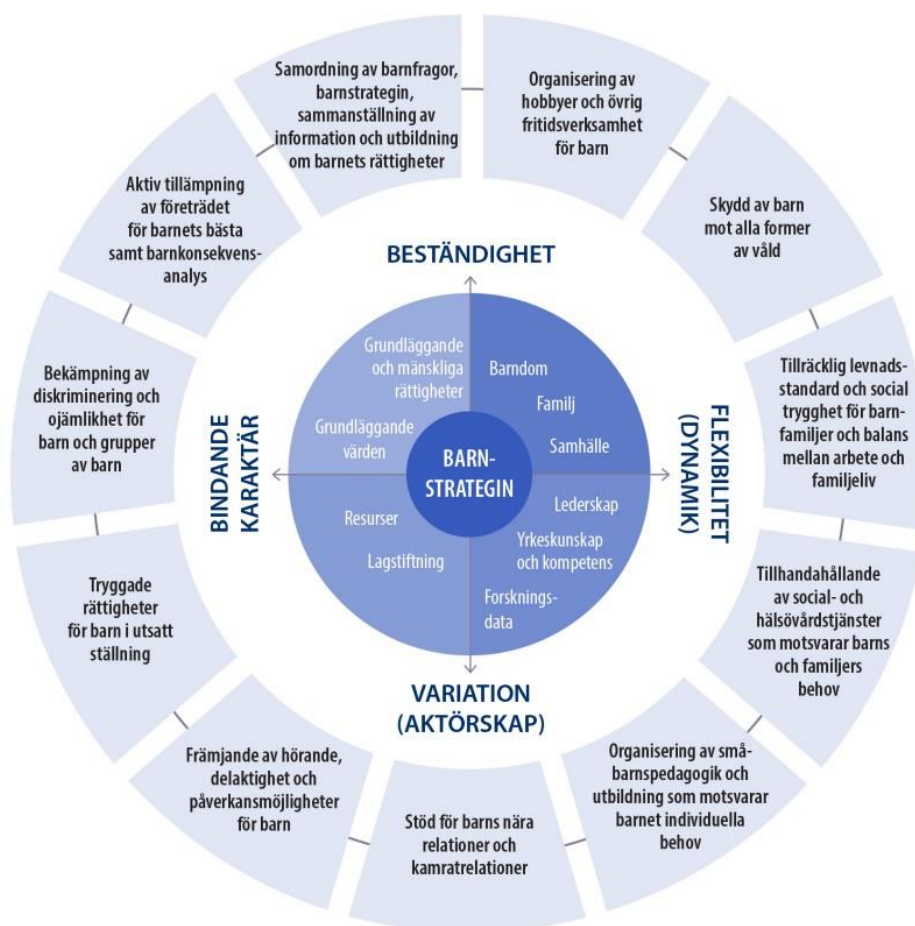 Samordning av barnfragor,
barnstrategin,
sammanställning av
information och utbildning
om barnets rättigheter
Organisering av
hobbyer och övrig
fritidsverksamhet
för barn
Skydd av barn
mot alla former
av våld
Tillräcklig levnads-
standard och social
trygghet för barn-
familjer och balans
mellan arbete och
familjeliv
Tillhandahållande
av social- och
hälsövårdstjänster
som motsvarar barns
och familjers
behov
Organisering av små-
barnspedagogik och
utbildning som motsvarar
barnet individuella
behov
Stöd för barns nära
relationer och
kamratrelationer
Främjande av hörande,
delaktighet och
påverkansmöjligheter
för barn
Tryggade
rättigheter
för barn i utsatt
ställning
Bekämpning av
diskriminering och
ojämlikhet för
barn och grupper
av barn
Aktiv tillämpning
av företrädet
för barnets bästa
samt barnkonsekvens-
analys
BESTÄNDIGHET
FLEXIBILITET
(DYNAMIK)
VARIATION
(AKTÖRSKAP)
BINDANDE
KARAKTÄR
Grundläggande
och mänskliga
rättigheter
Grundläggande
värden
Barndom
Familj
Samhälle
BARN-
STRATEGIN
Resurser
Lagstiftning
Lederskap
Yrkeskunskap
och kompetens
Forsknings-
data